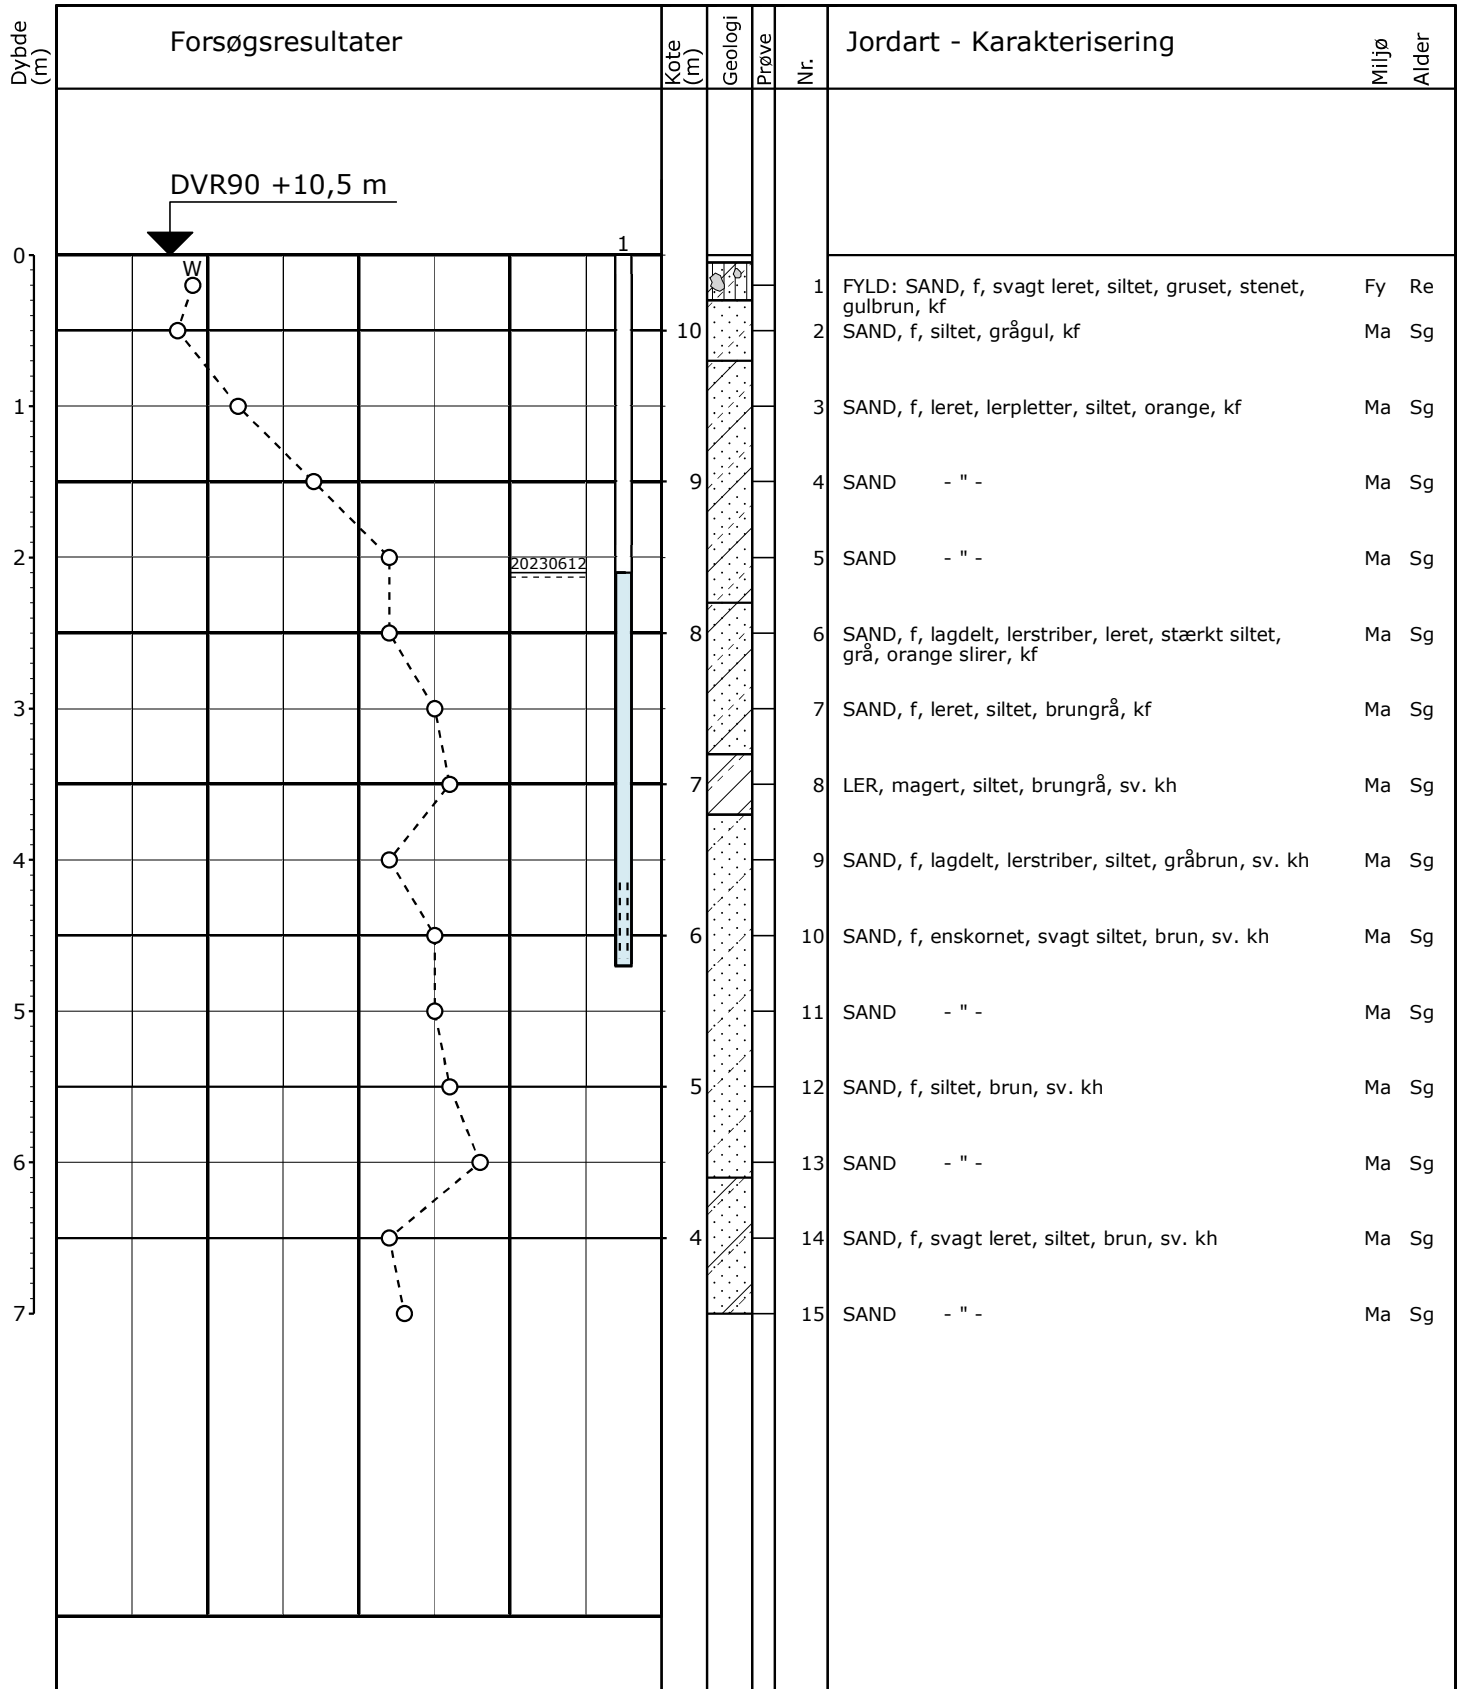 Dybde
(m)
Forsøgsresultater
Kote
(m)
Geologi
Prøve
Nr.
Jordart - Karakterisering
Miljø
Alder
DVR90 +10,5 m
1
0
W
1 FYLD: SAND, f, svagt leret, siltet, gruset, stenet, Fy Re
gulbrun, kf
10 2 SAND, f, siltet, grågul, kf Ma Sg
1 3 SAND, f, leret, lerpletter, siltet, orange, kf Ma Sg
9 4 SAND - " - Ma Sg
2 5 SAND - " - Ma Sg
20230612
8 6 SAND, f, lagdelt, lerstriber, leret, stærkt siltet, Ma Sg
grå, orange slirer, kf
3 7 SAND, f, leret, siltet, brungrå, kf Ma Sg
7 8 LER, magert, siltet, brungrå, sv. kh Ma Sg
4 9 SAND, f, lagdelt, lerstriber, siltet, gråbrun, sv. kh Ma Sg
6 10 SAND, f, enskornet, svagt siltet, brun, sv. kh Ma Sg
5 11 SAND - " - Ma Sg
5 12 SAND, f, siltet, brun, sv. kh Ma Sg
6 13 SAND - " - Ma Sg
4 14 SAND, f, svagt leret, siltet, brun, sv. kh Ma Sg
7 15 SAND - " - Ma Sg